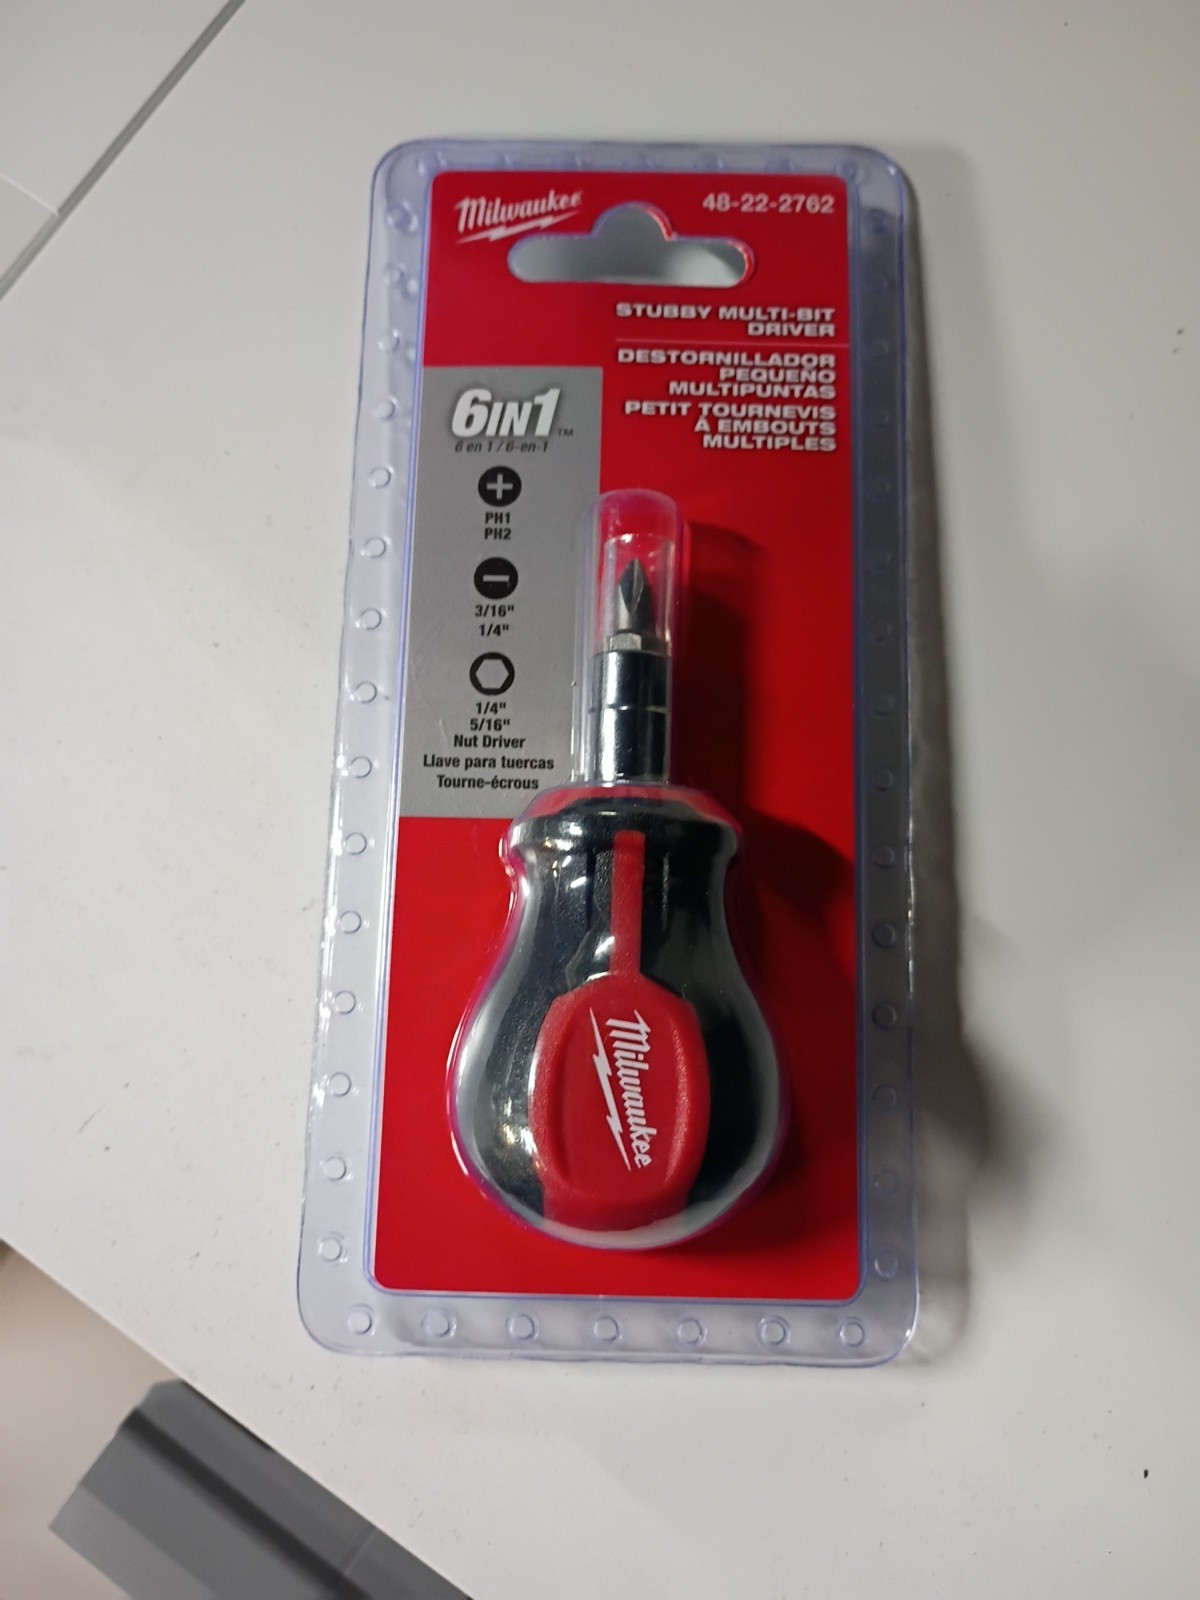 Milwaukee
48-22-2762
STUBBY MULTI-BIT
DRIVER
DESTORNILLADOR
PEQUEÑO
MULTIPUNTAS
PETIT TOURNEVIS
À EMBOUTS
MULTIPLES
6IN1™
6 en 1 / 6-en-1
PH1
PH2
3/16"
1/4"
1/4"
5/16"
Nut Driver
Llave para tuercas
Tourne-écrous
Milwaukee